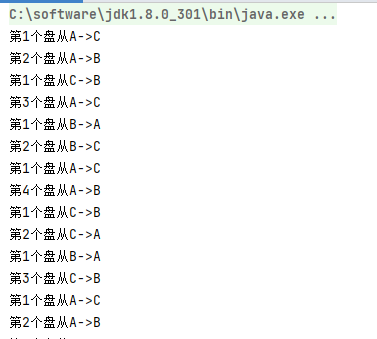 C:\software\jdk1.8.0_301\bin\java.exe ...
第1个盘从A->C
第2个盘从A->B
第1个盘从C->B
第3个盘从A->C
第1个盘从B->A
第2个盘从B->C
第1个盘从A->C
第4个盘从A->B
第1个盘从C->B
第2个盘从C->A
第1个盘从B->A
第3个盘从C->B
第1个盘从A->C
第2个盘从A->B